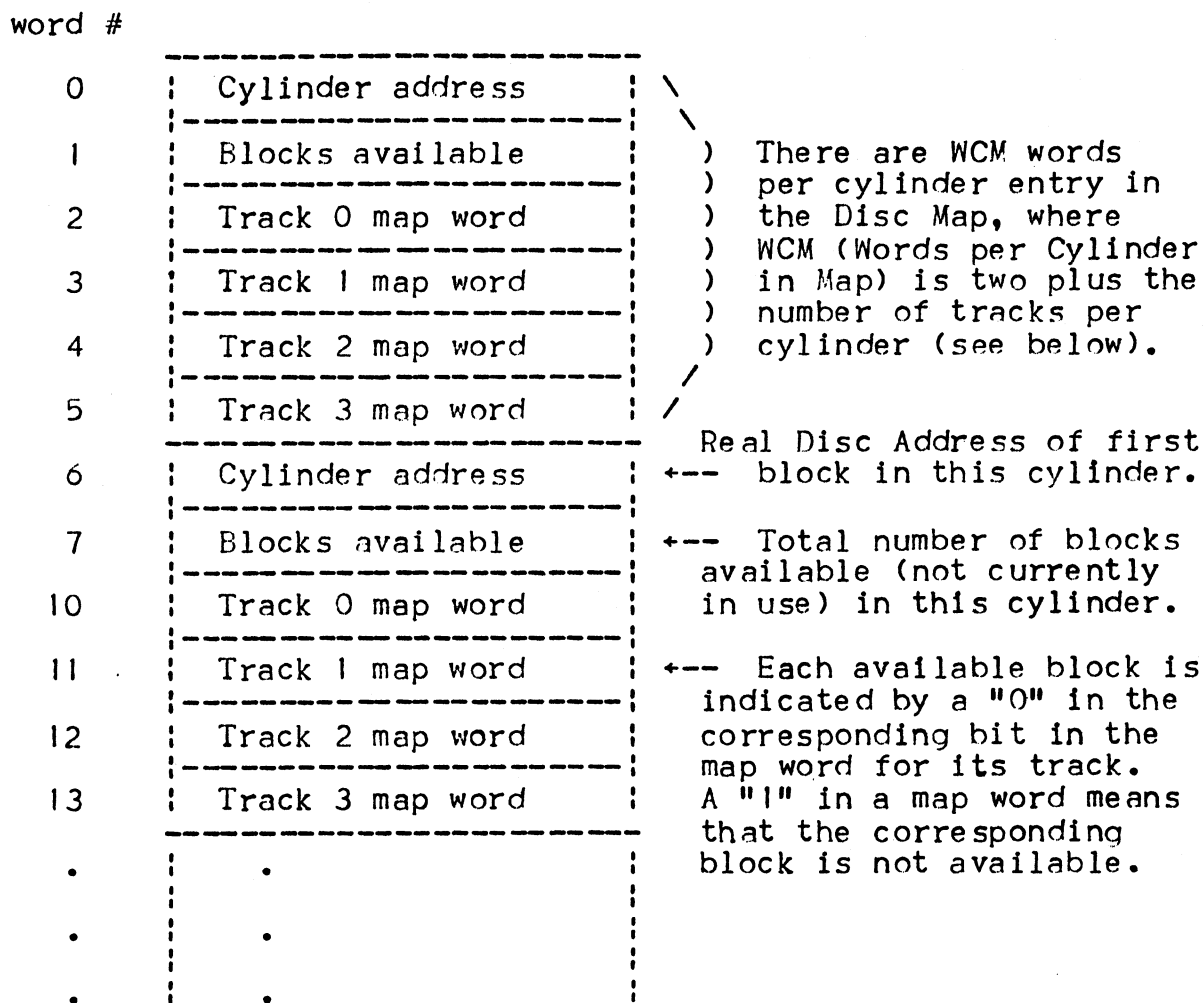 word #
0 Cylinder address
1 Blocks available ) There are WCM words
) per cylinder entry in
2 Track 0 map word ) the Disc Map, where
) WCM (Words per Cylinder
3 Track 1 map word ) in Map) is two plus the
) number of tracks per
4 Track 2 map word ) cylinder (see below).
5 Track 3 map word
Real Disc Address of first
6 Cylinder address ←-- block in this cylinder.
7 Blocks available ←-- Total number of blocks
available (not currently
10 Track 0 map word in use) in this cylinder.
11 Track 1 map word ←-- Each available block is
indicated by a "0" in the
12 Track 2 map word corresponding bit in the
map word for its track.
13 Track 3 map word A "1" in a map word means
that the corresponding
block is not available.
. .
. .
. .